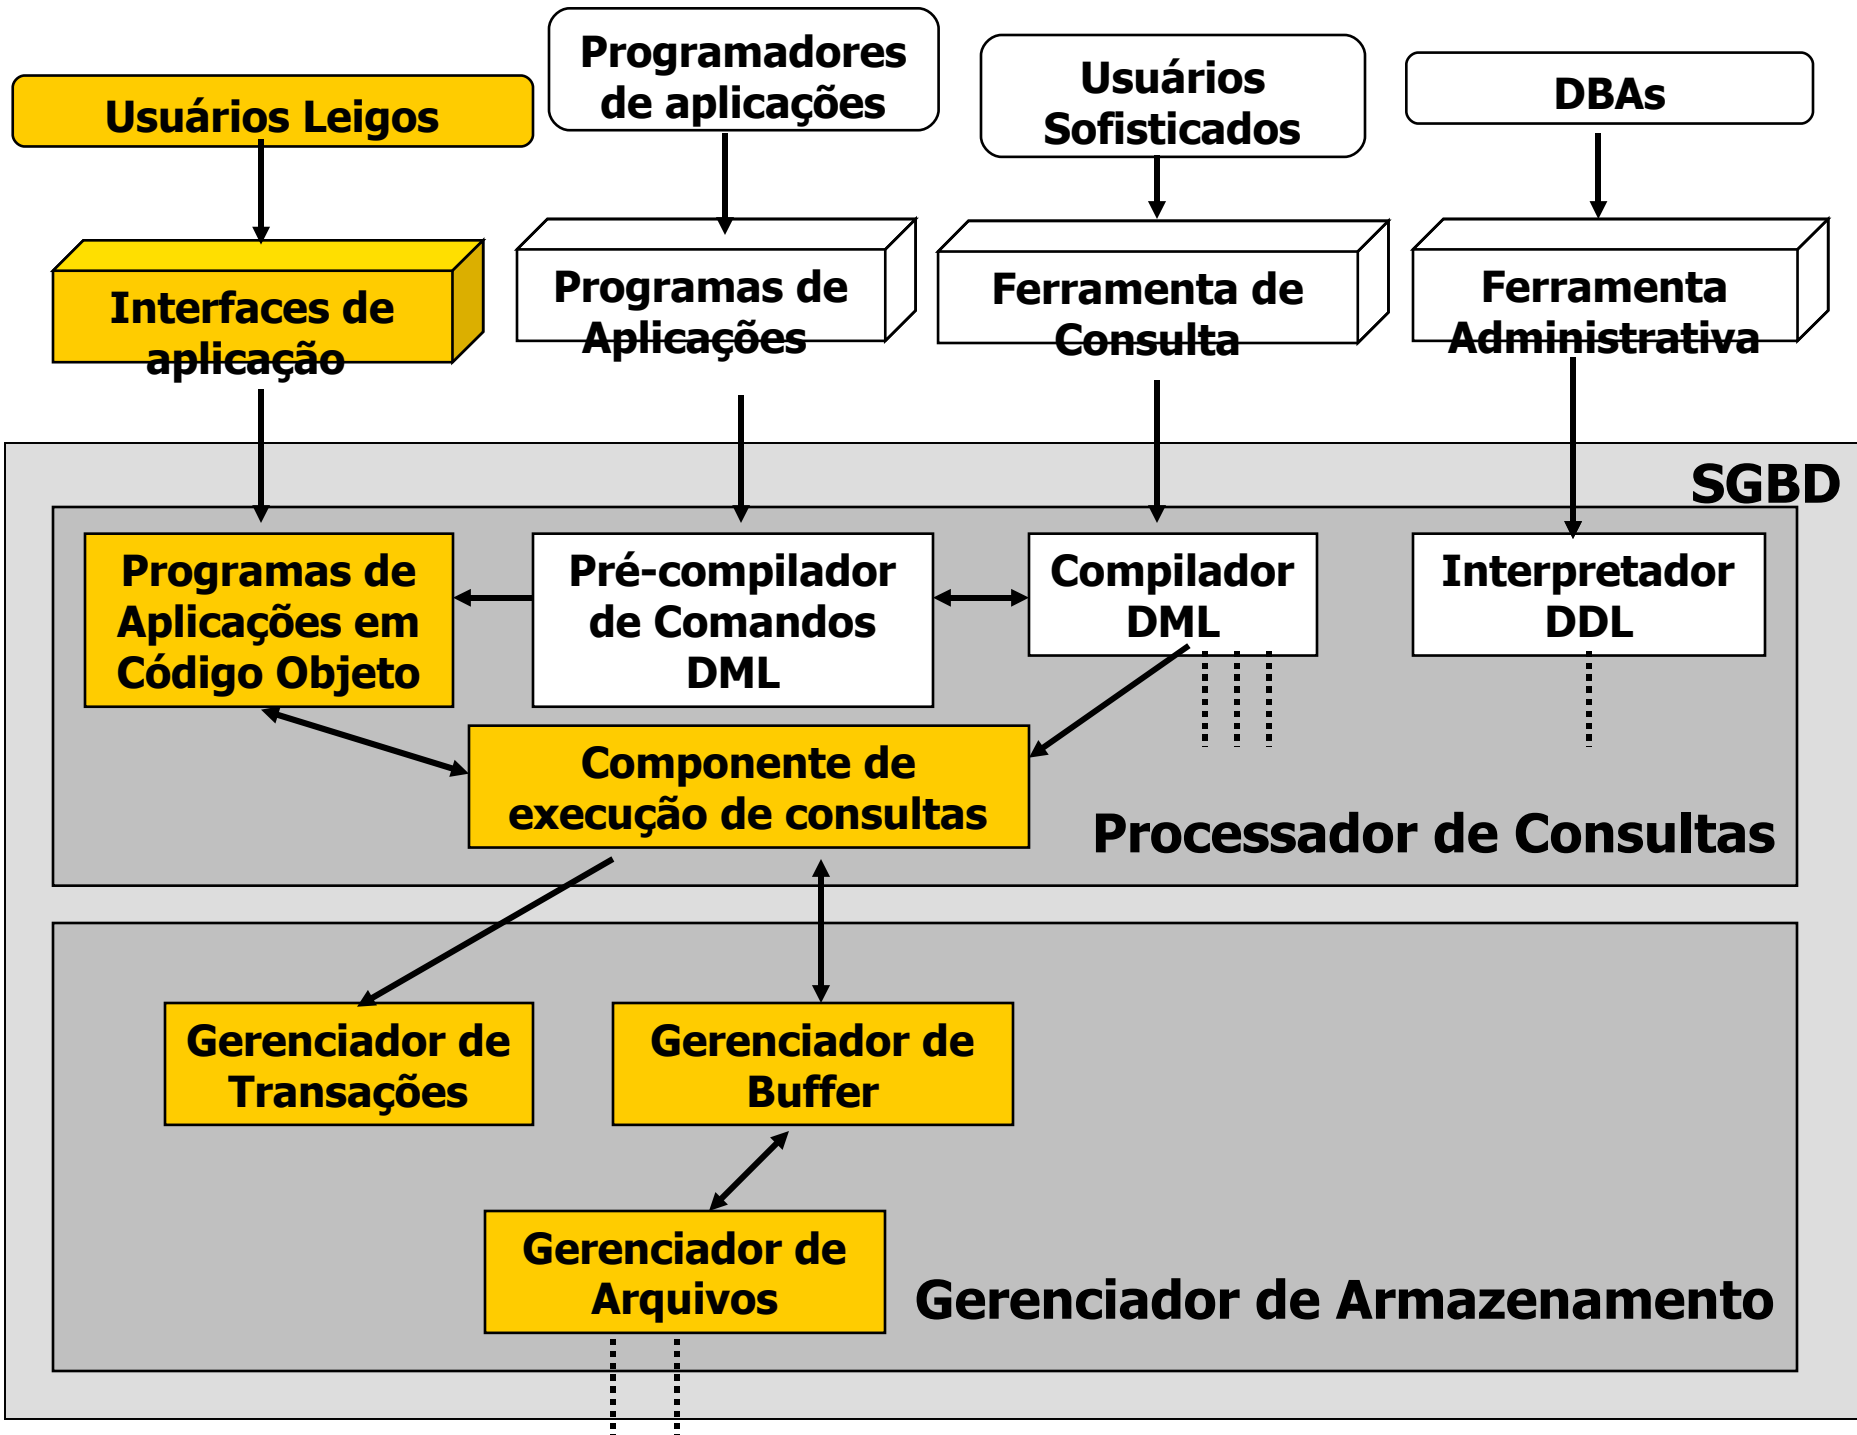 Usuários Leigos
Programadores
de aplicações
Usuários
Sofisticados
DBAs
Interfaces de
aplicação
Programas de
Aplicações
Ferramenta de
Consulta
Ferramenta
Administrativa
SGBD
Programas de
Aplicações em
Código Objeto
Pré-compilador
de Comandos
DML
Compilador
DML
Interpretador
DDL
Componente de
execução de consultas
Processador de Consultas
Gerenciador de
Transações
Gerenciador de
Buffer
Gerenciador de
Arquivos
Gerenciador de Armazenamento